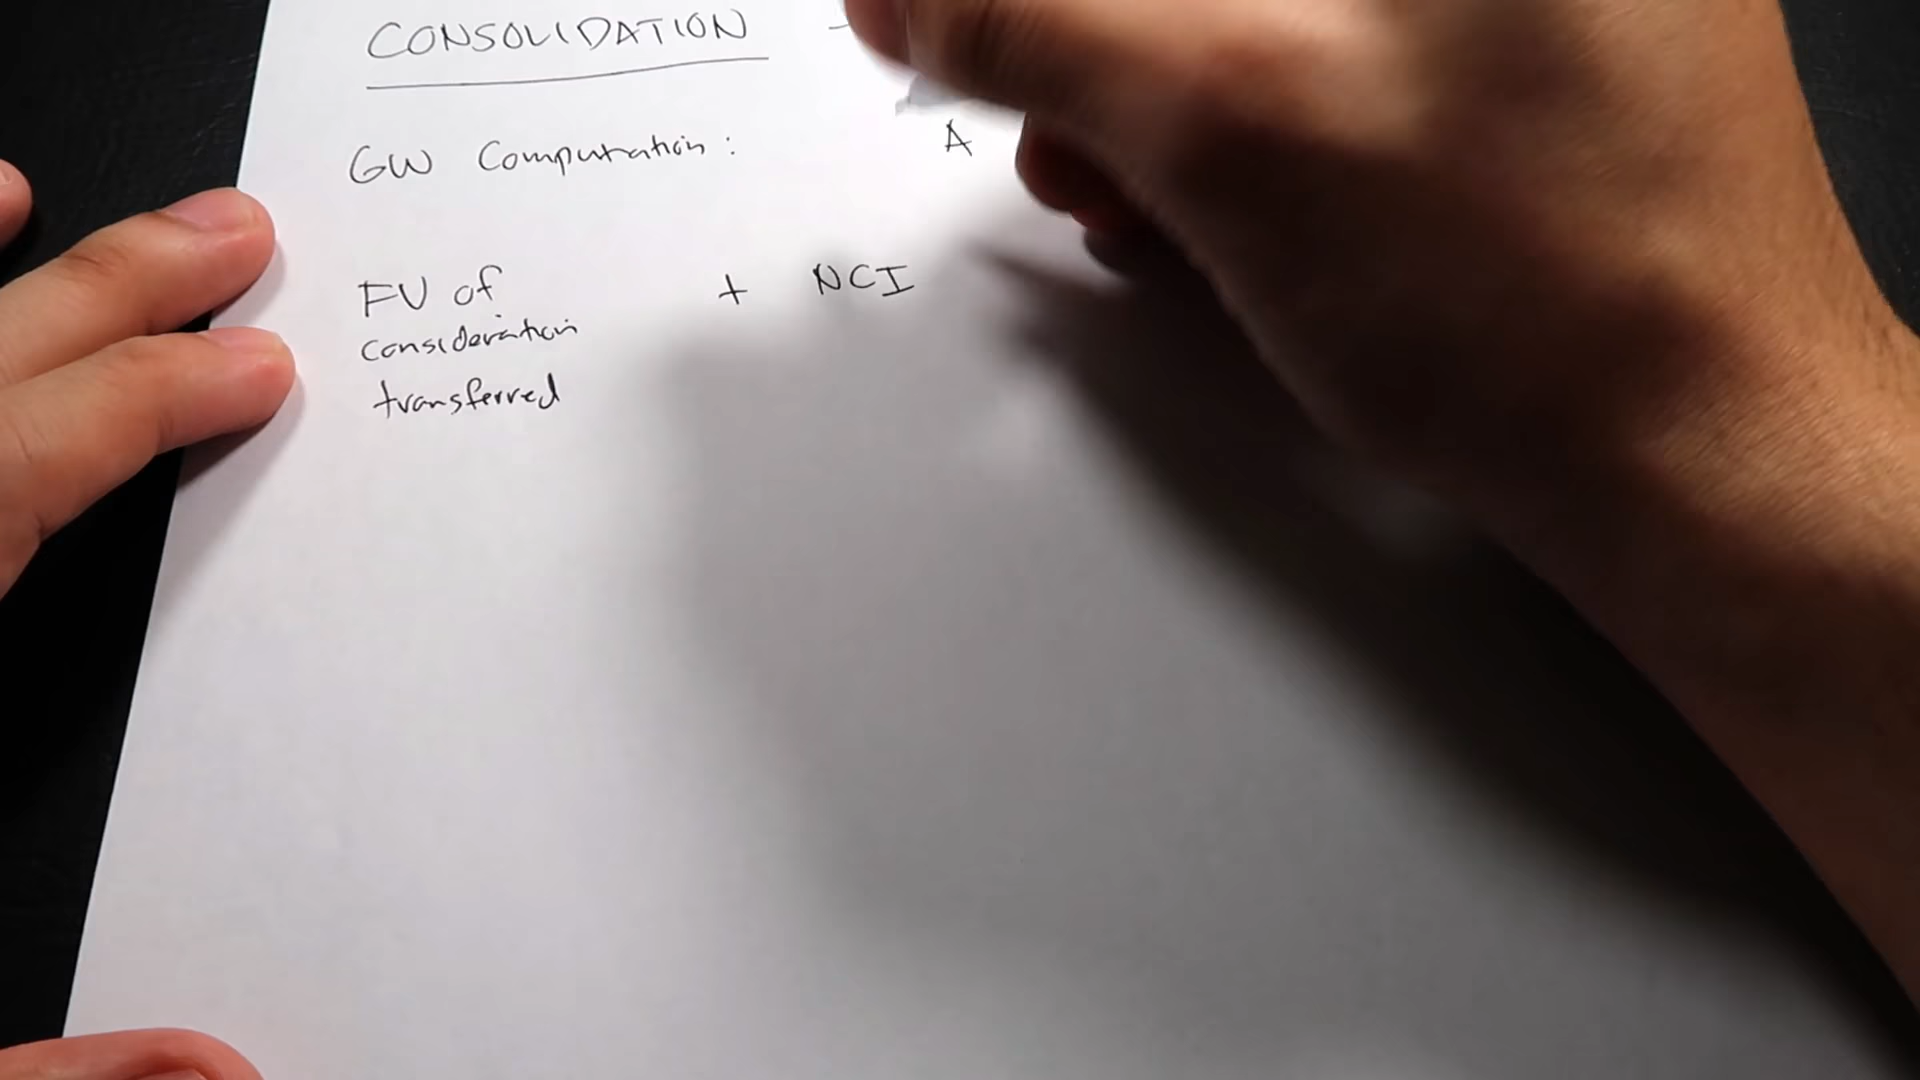 CONSOLIDATION -
GW Computation: A
FV of + NCI
consideration
transferred